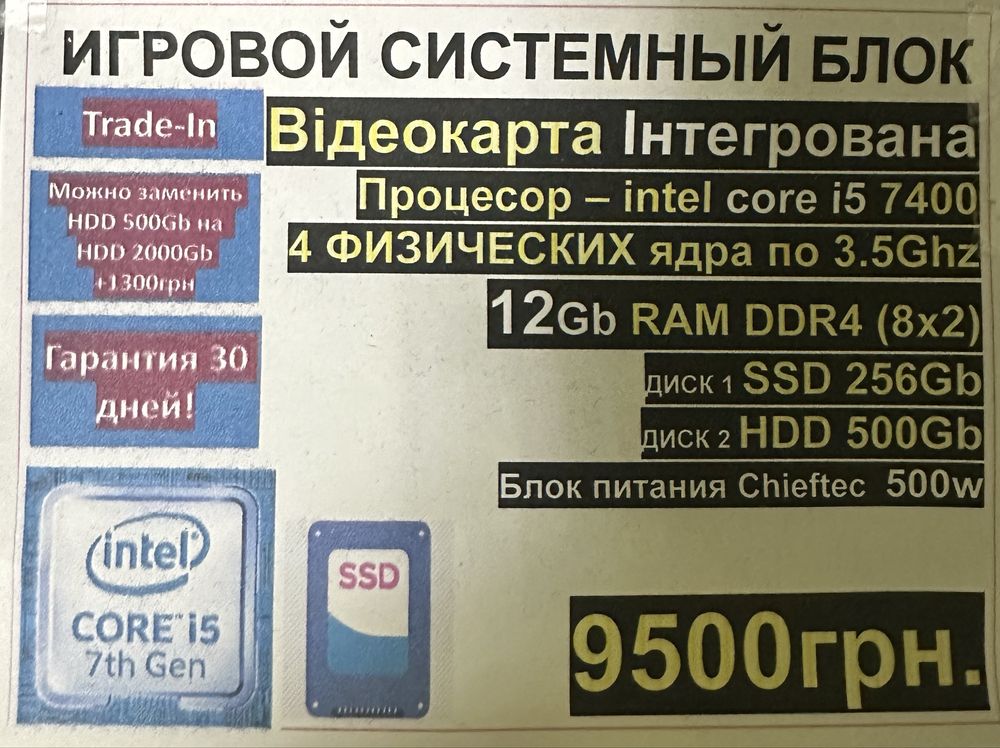 ИГРОВОЙ СИСТЕМНЫЙ БЛОК
Trade-In
Відеокарта Інтегрована
Можно заменить
HDD 500Gb на
HDD 2000Gb
+1300грн
Процесор – intel core i5 7400
4 ФИЗИЧЕСКИХ ядра по 3.5Ghz
12Gb RAM DDR4 (8x2)
Гарантия 30
дней!
диск 1 SSD 256Gb
диск 2 HDD 500Gb
Блок питания Chieftec 500w
intel
CORE™ i5
7th Gen
SSD
9500грн.